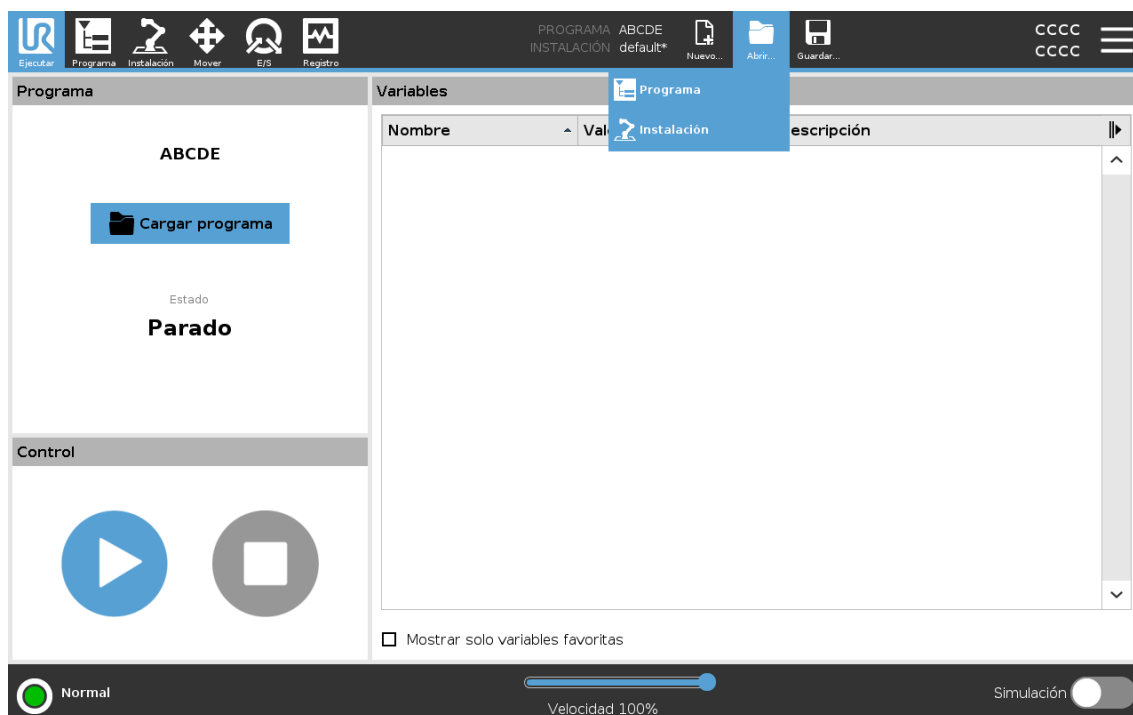 PROGRAMA ABCDE
INSTALACIÓN default*
CCCC
CCCC
Ejecutar Programa Instalación Mover E/S Registro Nuevo... Abrir... Guardar...
Programa
Instalación
Programa
ABCDE
Cargar programa
Estado
Parado
Control
Variables
Nombre Val escripción
Mostrar solo variables favoritas
Normal
Velocidad 100%
Simulación